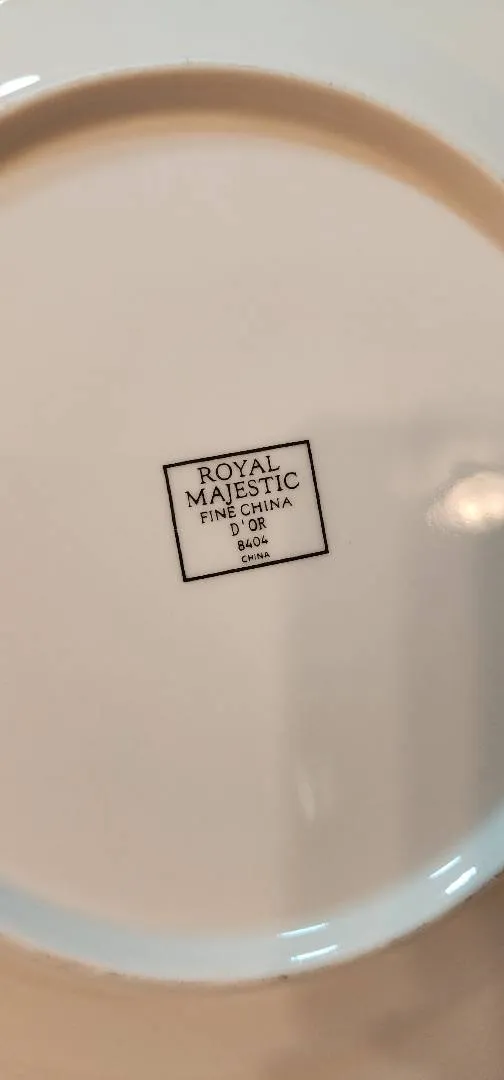 ROYAL
MAJESTIC
FINE CHINA
D'OR
8404
CHINA